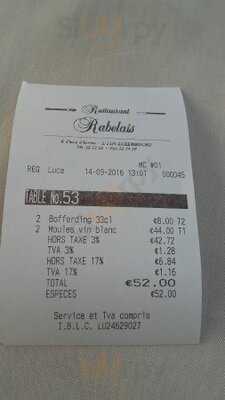 Restaurant
Rabelais
MC #01
REG Luca 14-09-2016 13:01 000045
TABLE No.53
2 Bofferding 33cl €8.00 T2
2 Moules vin blanc €44.00 T1
HORS TAXE 3% €42.72
TVA 3% €1.28
HORS TAXE 17% €6.84
TVA 17% €1.16
TOTAL €52.00
ESPECES €52.00
Service et Tva compris
I.B.L.C. LU24629027